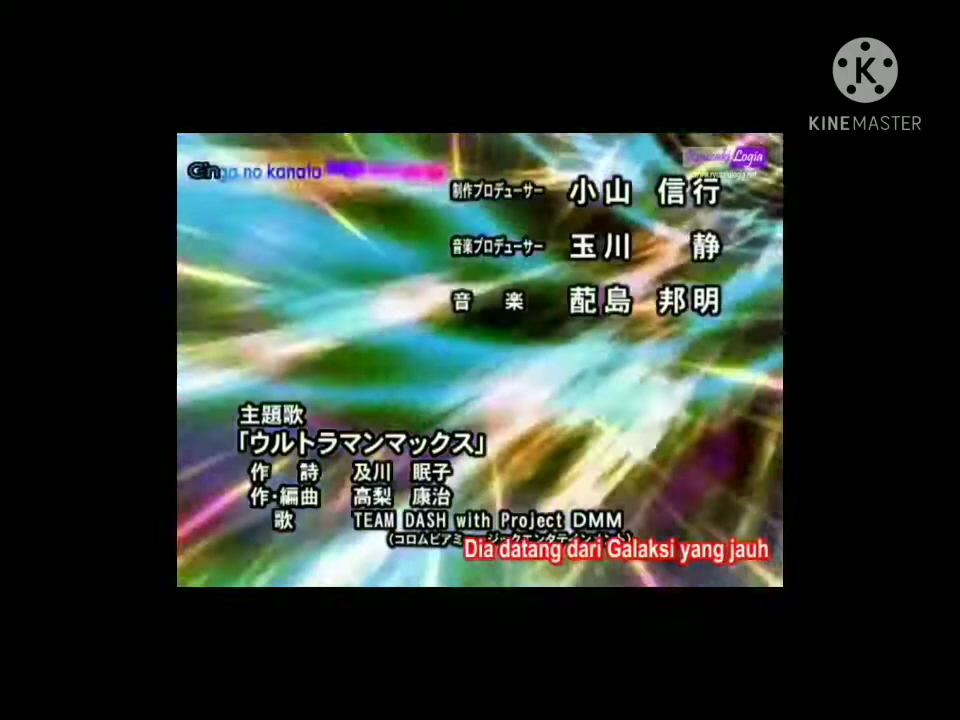 KINEMASTER
Ginga no kanata
Logia
制作プロデューサー 小山 信行
音楽プロデューサー 玉川 静
音 楽 蓜島 邦明
主題歌
「ウルトラマンマックス」
作 詩 及川 眠子
作・編曲 高梨 康治
歌 TEAM DASH with Project DMM
Dia datang dari Galaksi yang jauh